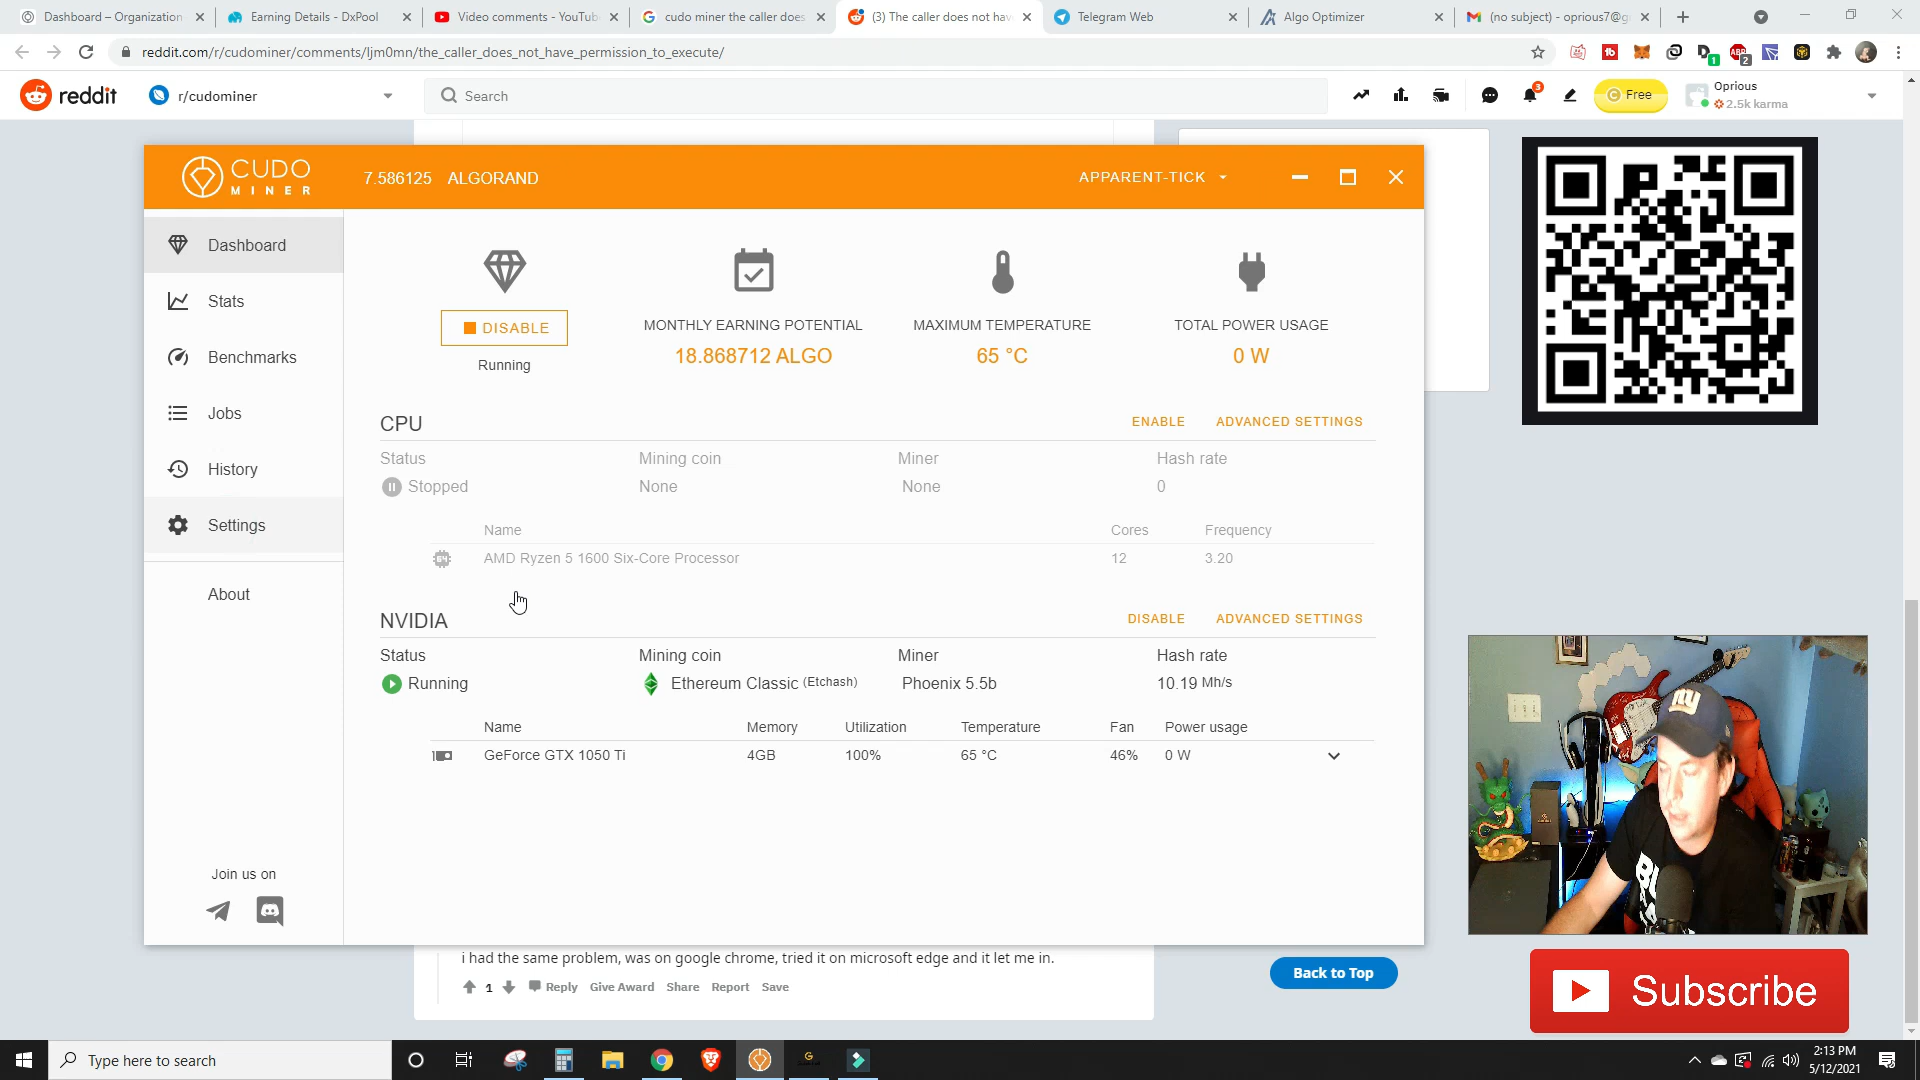 Dashboard – Organization
Earning Details - DxPool
Video comments - YouTub
cudo miner the caller does
(3) The caller does not hav
Telegram Web
Algo Optimizer
(no subject) - oprious7@g
reddit.com/r/cudominer/comments/ljm0mn/the_caller_does_not_have_permission_to_execute/
reddit
r/cudominer
Search
3
Free
Oprious
2.5k karma
CUDO
MINER
7.586125 ALGORAND
APPARENT-TICK
Dashboard
Stats
Benchmarks
Jobs
History
Settings
About
Join us on
DISABLE
Running
MONTHLY EARNING POTENTIAL
18.868712 ALGO
MAXIMUM TEMPERATURE
65 °C
TOTAL POWER USAGE
0 W
CPU
ENABLE
ADVANCED SETTINGS
Status Mining coin Miner Hash rate
Stopped None None 0
Name Cores Frequency
AMD Ryzen 5 1600 Six-Core Processor 12 3.20
NVIDIA
DISABLE
ADVANCED SETTINGS
Status Mining coin Miner Hash rate
Running Ethereum Classic (Etchash) Phoenix 5.5b 10.19 Mh/s
Name Memory Utilization Temperature Fan Power usage
GeForce GTX 1050 Ti 4GB 100% 65 °C 46% 0 W
i had the same problem, was on google chrome, tried it on microsoft edge and it let me in.
1 Reply Give Award Share Report Save
Back to Top
Subscribe
Type here to search
2:13 PM
5/12/2021